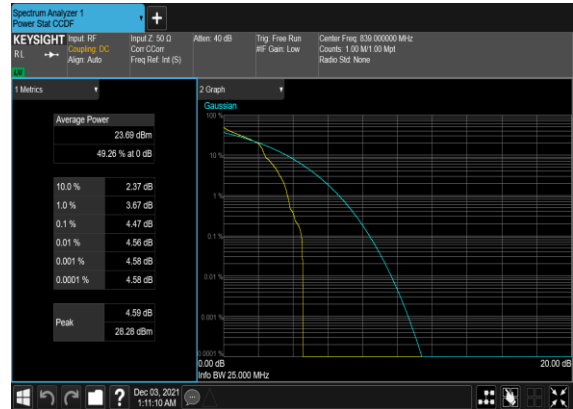 Spectrum Analyzer 1
Power Stat CCDF
KEYSIGHT
RL
Input: RF
Coupling: DC
Align: Auto
Input Z: 50 Ω
Corr CCorr
Freq Ref: Int (S)
Atten: 40 dB
Trig: Free Run
#IF Gain: Low
Center Freq: 839.000000 MHz
Counts: 1.00 M/1.00 Mpt
Radio Std: None
1 Metrics
Average Power
23.69 dBm
49.26 % at 0 dB
10.0 % 2.37 dB
1.0 % 3.67 dB
0.1 % 4.47 dB
0.01 % 4.56 dB
0.001 % 4.58 dB
0.0001 % 4.58 dB
Peak
4.59 dB
28.28 dBm
2 Graph
Gaussian
100 %
10 %
1 %
0.1 %
0.01 %
0.001 %
0.0001 %
0.00 dB
20.00 dB
Info BW 25.000 MHz
?
Dec 03, 2021
1:11:10 AM